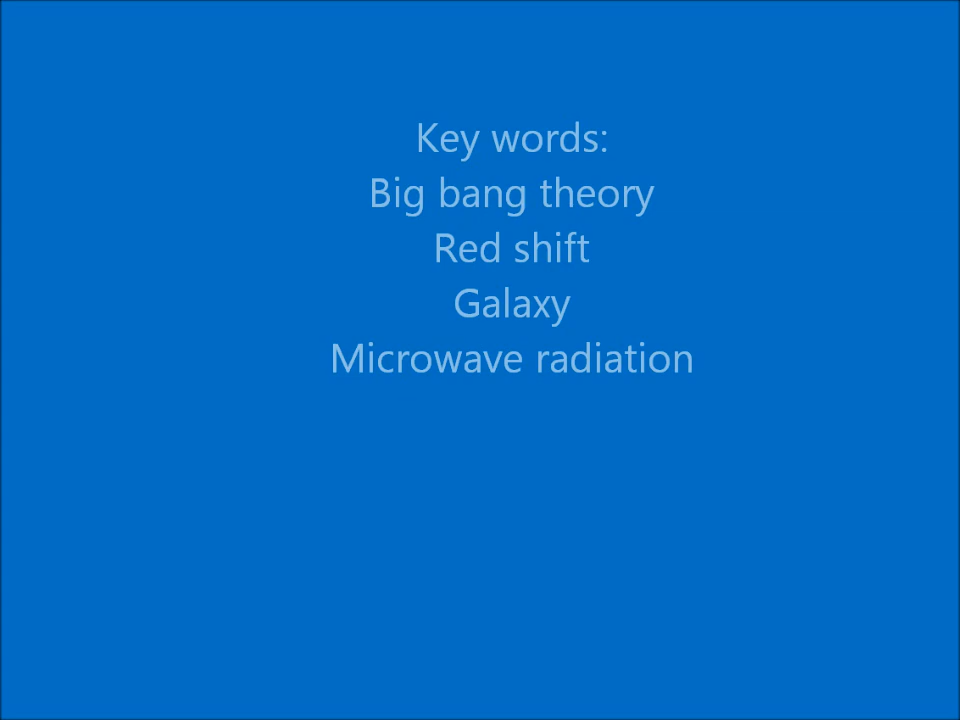 Key words:
Big bang theory
Red shift
Galaxy
Microwave radiation